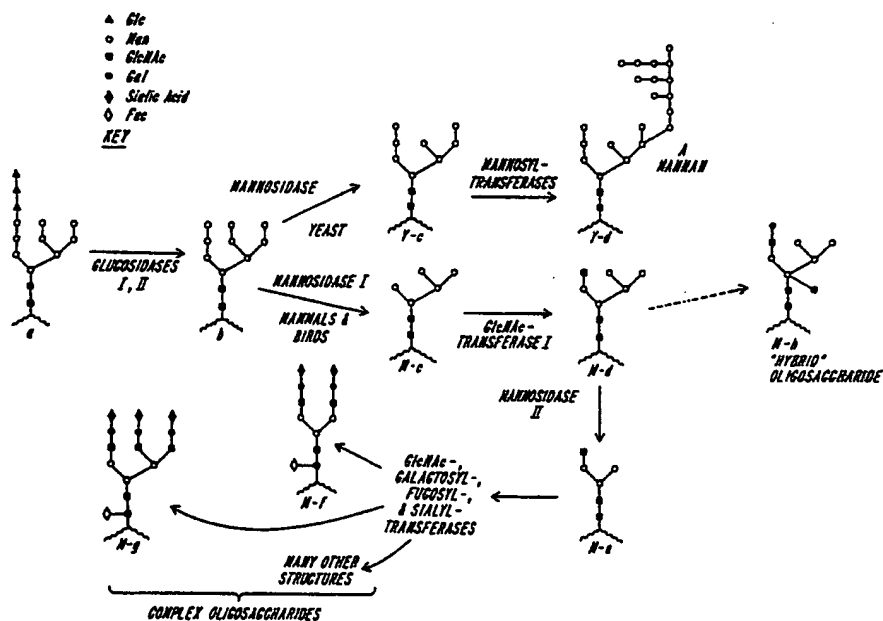 Glc
Man
GlcNAc
Gal
Sialic Acid
Fuc
KEY
MANNOSIDASE
YEAST
MANNOSYL-
TRANSFERASES
A
MANNAN
Y-c
Y-d
GLUCOSIDASES
I, II
a
b
MANNOSIDASE I
MAMMALS &
BIRDS
GlcNAc-
TRANSFERASE I
M-c
M-d
M-h
"HYBRID"
OLIGOSACCHARIDE
MANNOSIDASE
II
GlcNAc-,
GALACTOSYL-,
FUCOSYL-,
& SIALYL-
TRANSFERASES
M-e
M-f
M-g
MANY OTHER
STRUCTURES
COMPLEX OLIGOSACCHARIDES